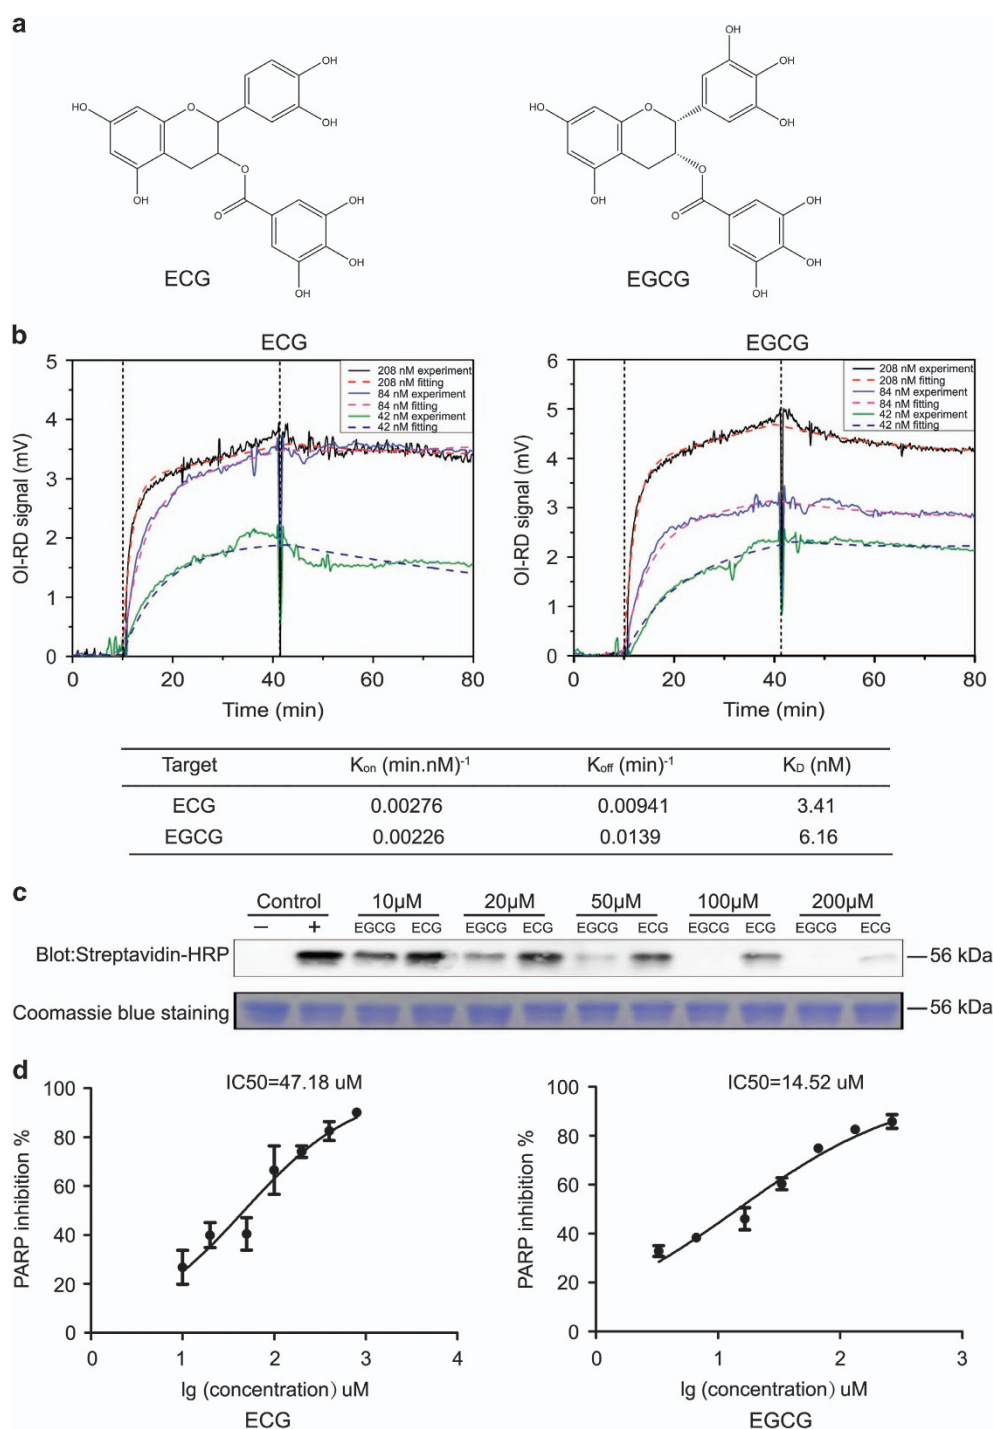 a
OH
OH
HO
O
OH
O
O
OH
OH
OH
OH
ECG
OH
OH
HO
O
OH
O
O
OH
OH
OH
OH
EGCG
b
ECG
5
4
3
2
1
0
OI-RD signal (mV)
208 nM experiment
208 nM fitting
84 nM experiment
84 nM fitting
42 nM experiment
42 nM fitting
0 20 40 60 80
Time (min)
EGCG
6
5
4
3
2
1
0
OI-RD signal (mV)
208 nM experiment
208 nM fitting
84 nM experiment
84 nM fitting
42 nM experiment
42 nM fitting
0 20 40 60 80
Time (min)
Target Kon (min.nM)-1 Koff (min)-1 KD (nM)
ECG 0.00276 0.00941 3.41
EGCG 0.00226 0.0139 6.16
c
Control 10μM 20μM 50μM 100μM 200μM
– + EGCG ECG EGCG ECG EGCG ECG EGCG ECG EGCG ECG
Blot:Streptavidin-HRP 56 kDa
Coomassie blue staining 56 kDa
d
IC50=47.18 uM
100
80
60
40
20
0
PARP inhibition %
0 1 2 3 4
lg (concentration) uM
ECG
IC50=14.52 uM
100
80
60
40
20
0
PARP inhibition %
0 1 2 3
lg (concentration) uM
EGCG